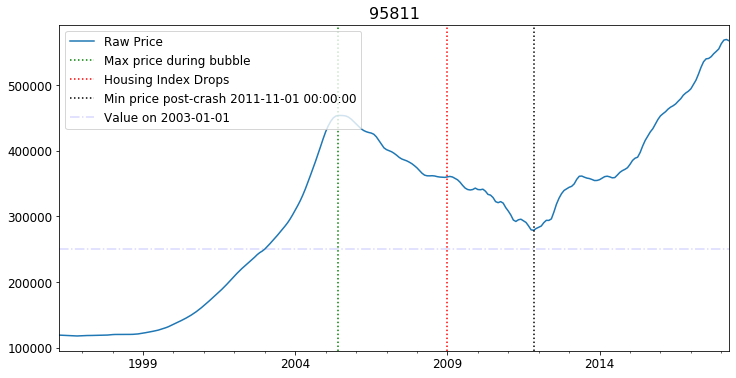 95811
Raw Price
Max price during bubble
Housing Index Drops
Min price post-crash 2011-11-01 00:00:00
Value on 2003-01-01
500000
400000
300000
200000
100000
1999 2004 2009 2014